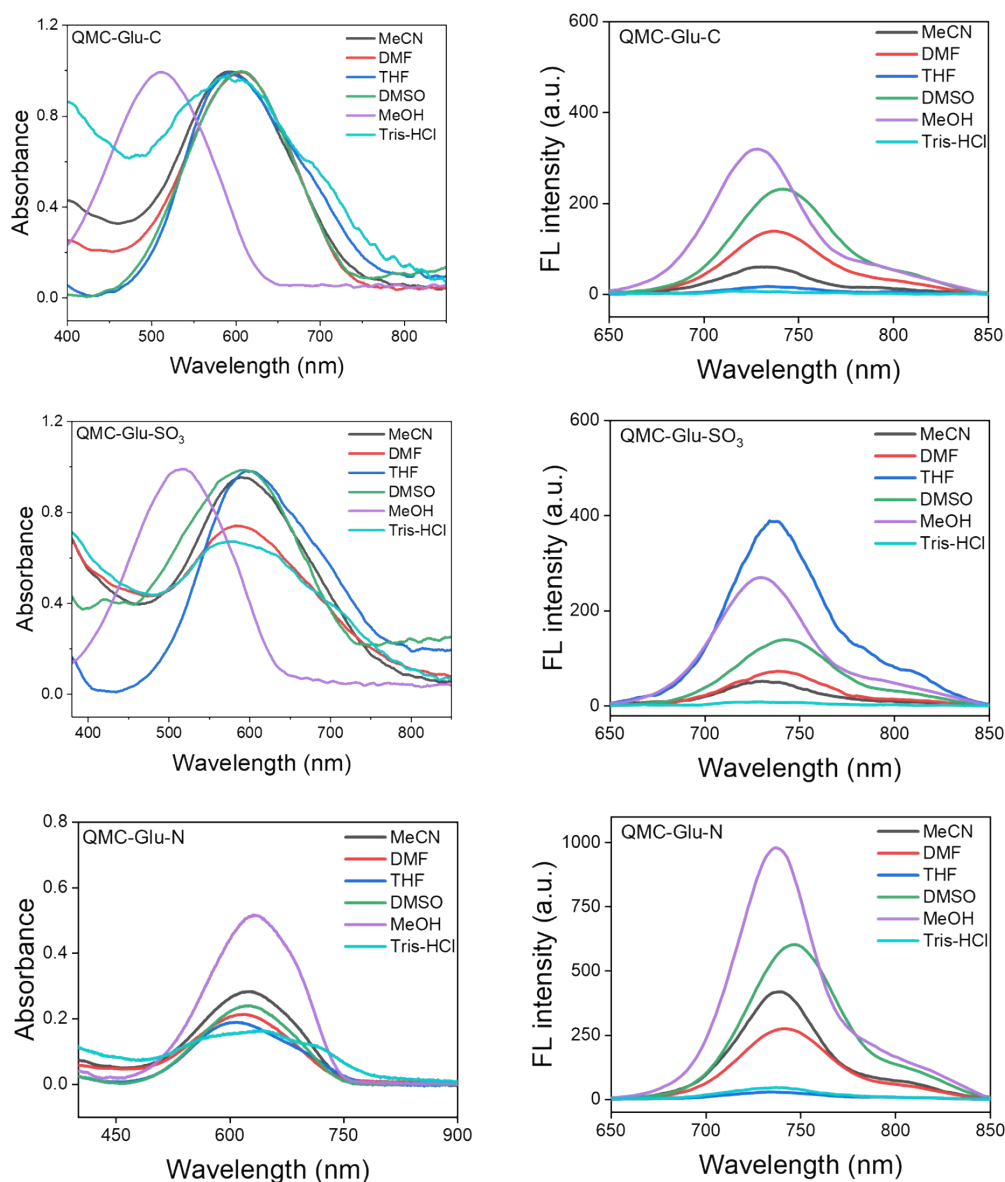 QMC-Glu-C
MeCN
DMF
THF
DMSO
MeOH
Tris-HCl
1.2
0.8
0.4
0.0
Absorbance
400 500 600 700 800
Wavelength (nm)
QMC-Glu-C
MeCN
DMF
THF
DMSO
MeOH
Tris-HCl
600
400
200
0
FL intensity (a.u.)
650 700 750 800 850
Wavelength (nm)
QMC-Glu-SO₃
MeCN
DMF
THF
DMSO
MeOH
Tris-HCl
1.2
0.8
0.4
0.0
Absorbance
400 500 600 700 800
Wavelength (nm)
QMC-Glu-SO₃
MeCN
DMF
THF
DMSO
MeOH
Tris-HCl
600
400
200
0
FL intensity (a.u.)
650 700 750 800 850
Wavelength (nm)
QMC-Glu-N
MeCN
DMF
THF
DMSO
MeOH
Tris-HCl
0.8
0.6
0.4
0.2
0.0
Absorbance
450 600 750 900
Wavelength (nm)
QMC-Glu-N
MeCN
DMF
THF
DMSO
MeOH
Tris-HCl
1000
750
500
250
0
FL intensity (a.u.)
650 700 750 800 850
Wavelength (nm)